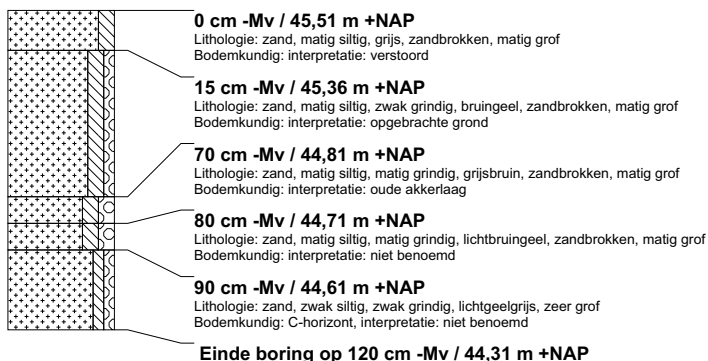 0 cm -Mv / 45,51 m +NAP
Lithologie: zand, matig siltig, grijs, zandbrokken, matig grof
Bodemkundig: interpretatie: verstoord
15 cm -Mv / 45,36 m +NAP
Lithologie: zand, matig siltig, zwak grindig, bruingeel, zandbrokken, matig grof
Bodemkundig: interpretatie: opgebrachte grond
70 cm -Mv / 44,81 m +NAP
Lithologie: zand, matig siltig, matig grindig, grijsbruin, zandbrokken, matig grof
Bodemkundig: interpretatie: oude akkerlaag
80 cm -Mv / 44,71 m +NAP
Lithologie: zand, matig siltig, matig grindig, lichtbruingeel, zandbrokken, matig grof
Bodemkundig: interpretatie: niet benoemd
90 cm -Mv / 44,61 m +NAP
Lithologie: zand, zwak siltig, zwak grindig, lichtgeelgrijs, zeer grof
Bodemkundig: C-horizont, interpretatie: niet benoemd
Einde boring op 120 cm -Mv / 44,31 m +NAP